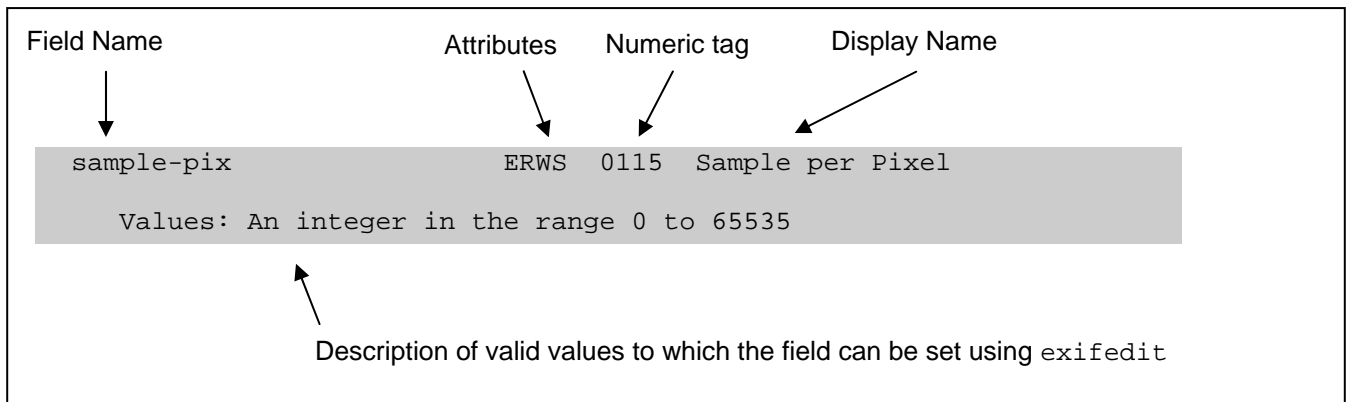 Field Name Attributes Numeric tag Display Name
sample-pix ERWS 0115 Sample per Pixel
Values: An integer in the range 0 to 65535
Description of valid values to which the field can be set using exifedit